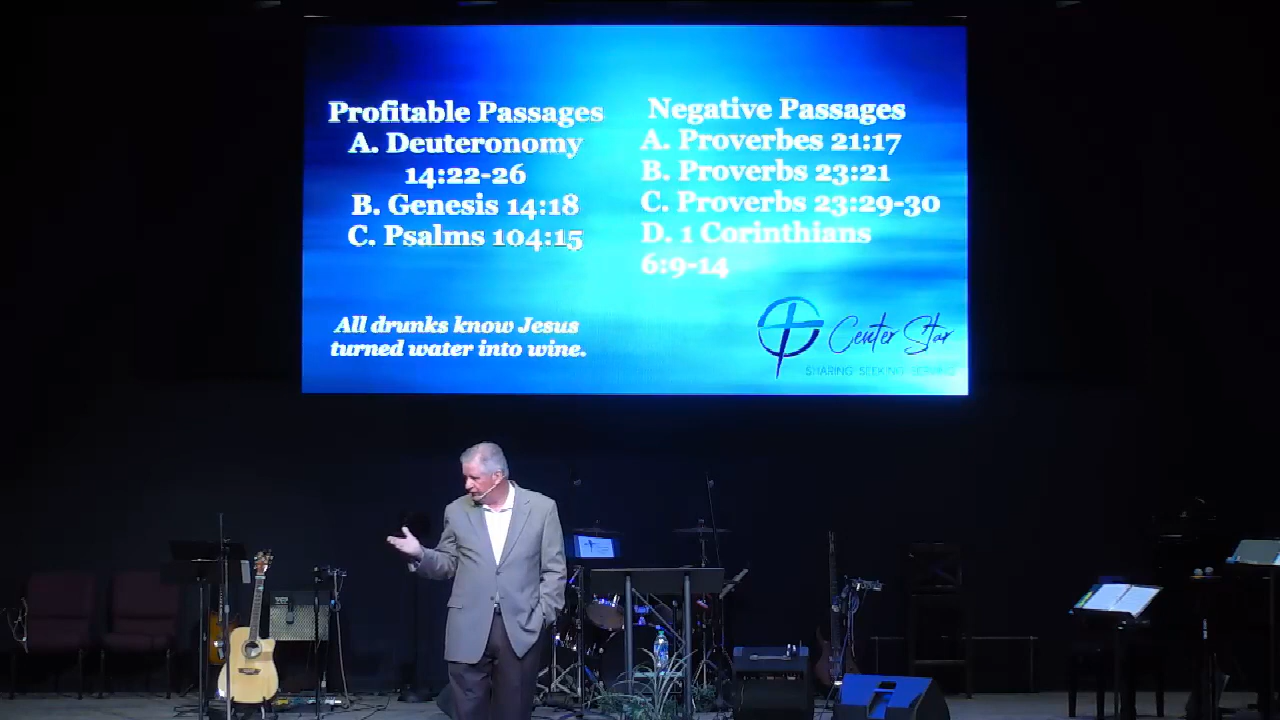 Profitable Passages
A. Deuteronomy
14:22-26
B. Genesis 14:18
C. Psalms 104:15
All drunks know Jesus
turned water into wine.
Negative Passages
A. Proverbes 21:17
B. Proverbs 23:21
C. Proverbs 23:29-30
D. 1 Corinthians
6:9-14
Center Star
SHARING SEEKING